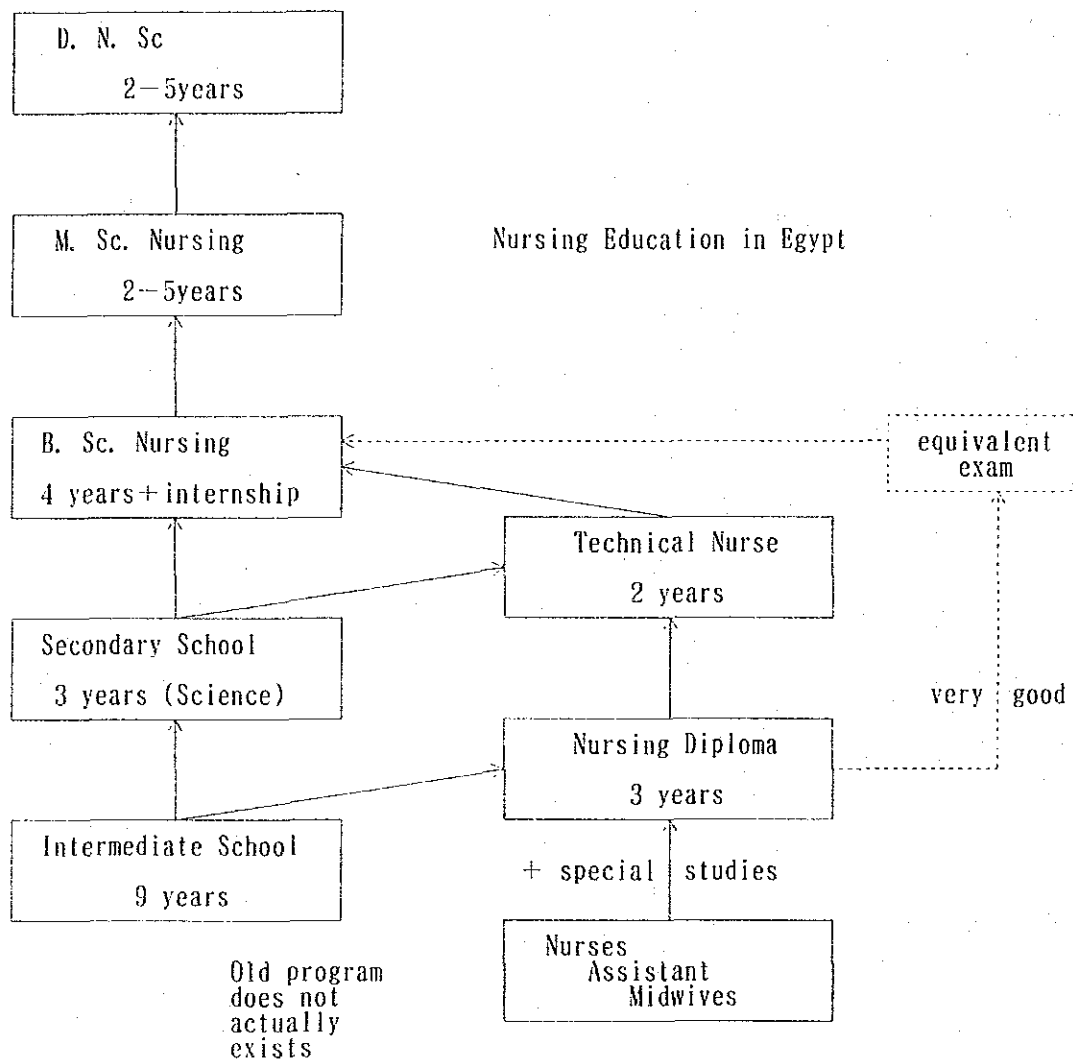 D. N. Sc
2-5years
M. Sc. Nursing
2-5years
Nursing Education in Egypt
B. Sc. Nursing
4 years+internship
equivalent
exam
Technical Nurse
2 years
Secondary School
3 years (Science)
very good
Nursing Diploma
3 years
Intermediate School
9 years
+ special studies
Nurses
Assistant
Midwives
Old program
does not
actually
exists